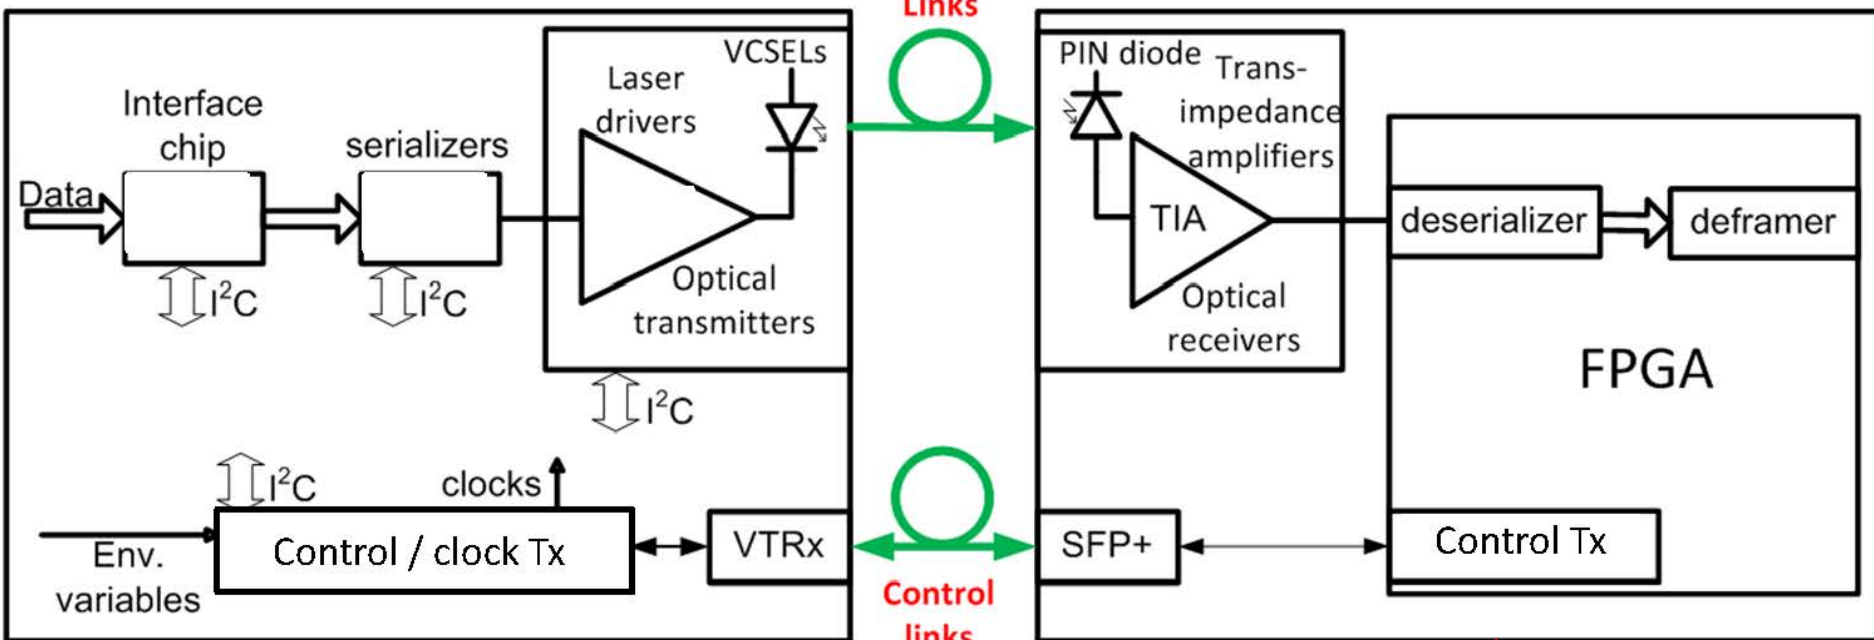 Links
VCSELs
Laser
drivers
Interface
chip
serializers
Data
I²C
I²C
Optical
transmitters
I²C
PIN diode
Trans-
impedance
amplifiers
TIA
Optical
receivers
deserializer
deframer
FPGA
I²C
clocks
Env.
variables
Control / clock Tx
VTRx
SFP+
Control Tx
Control
links